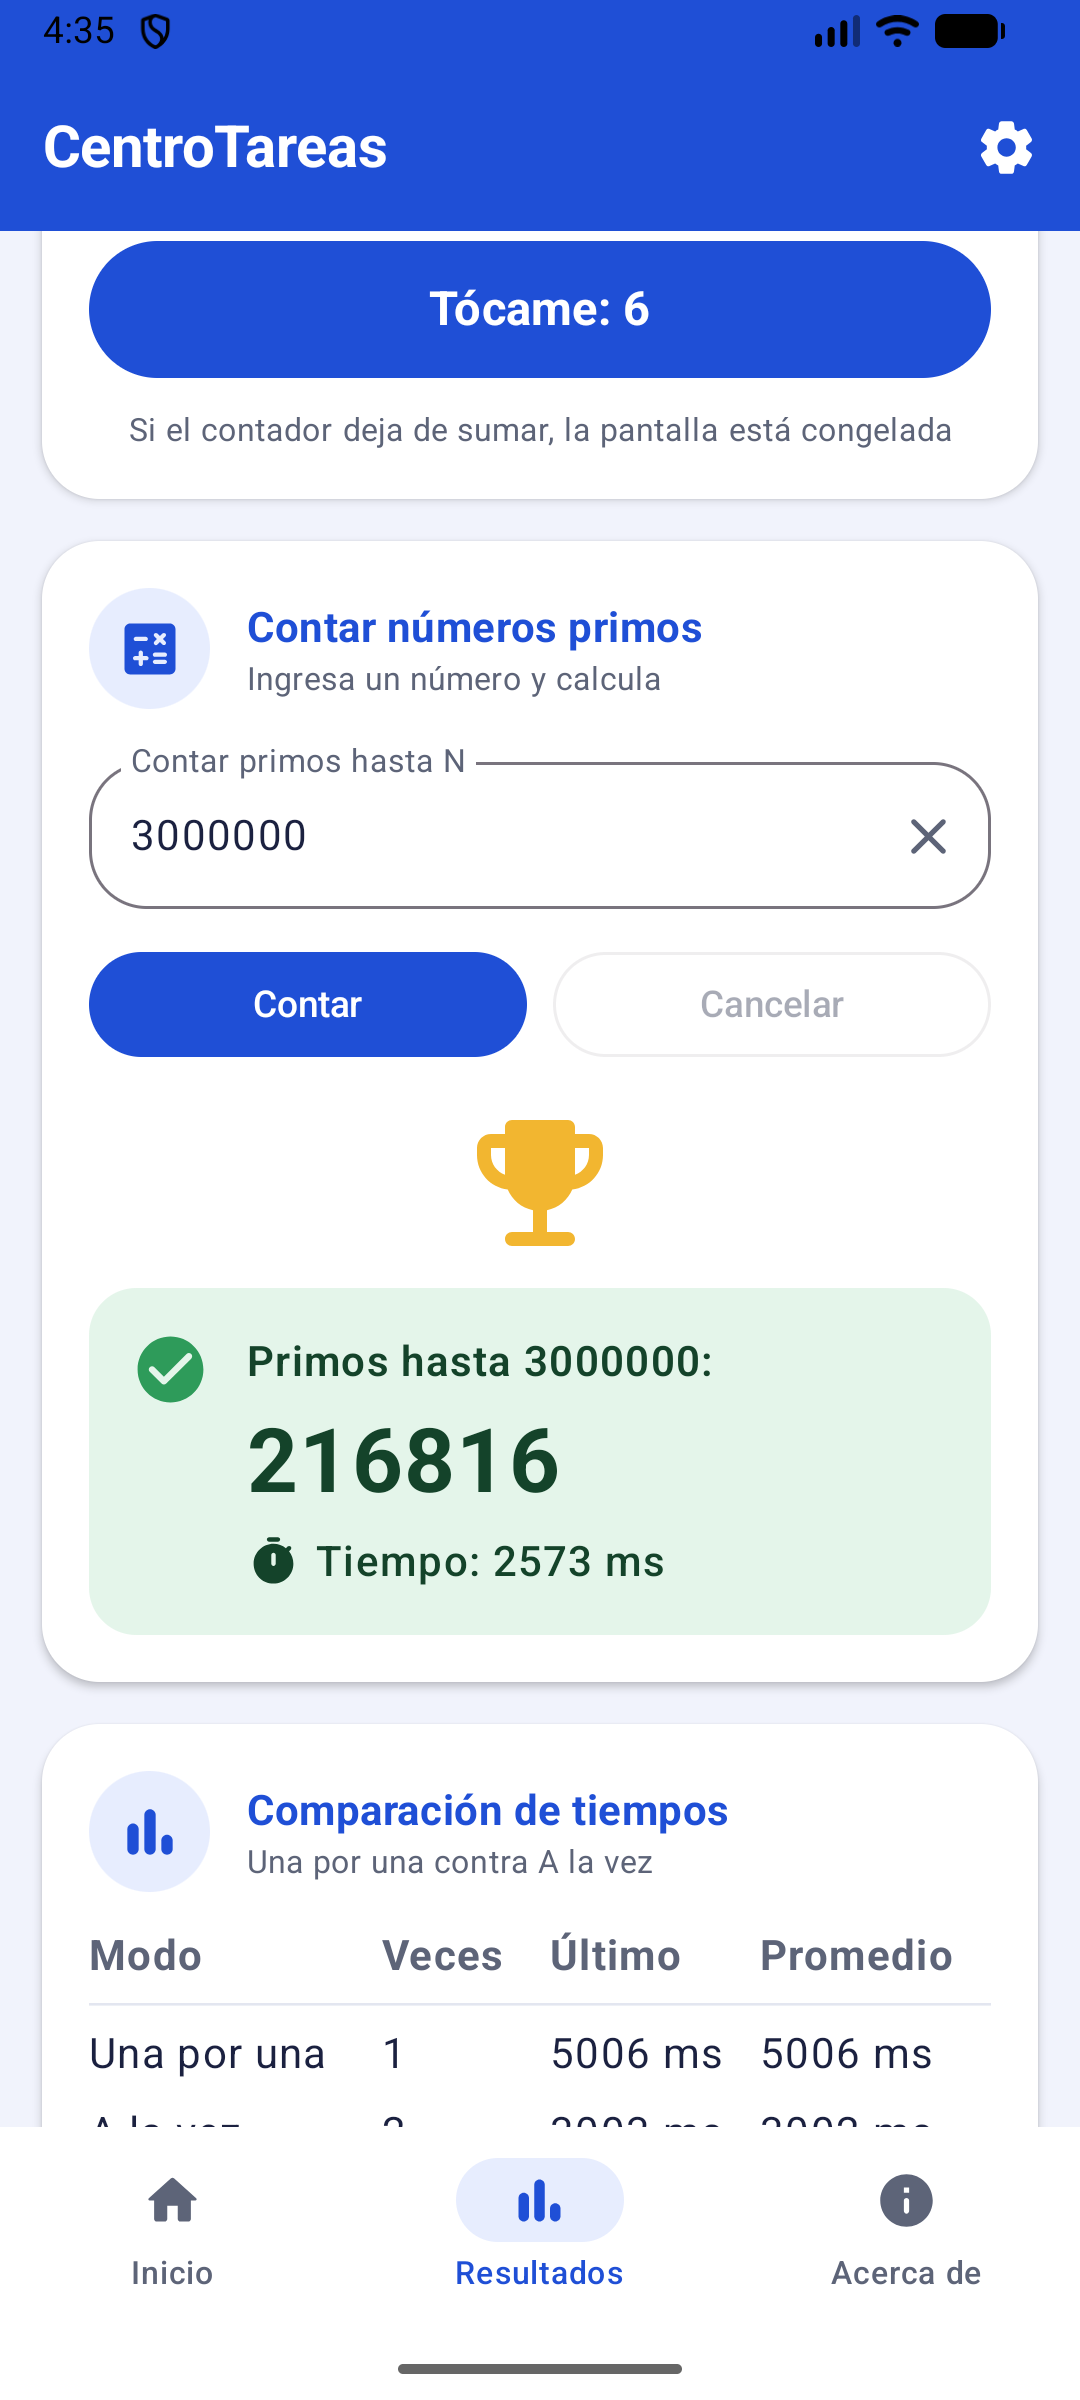 4:35
CentroTareas
Tócame: 6
Si el contador deja de sumar, la pantalla está congelada
Contar números primos
Ingresa un número y calcula
Contar primos hasta N
3000000
Contar
Cancelar
Primos hasta 3000000:
216816
Tiempo: 2573 ms
Comparación de tiempos
Una por una contra A la vez
Modo Veces Último Promedio
Una por una 1 5006 ms 5006 ms
Inicio
Resultados
Acerca de